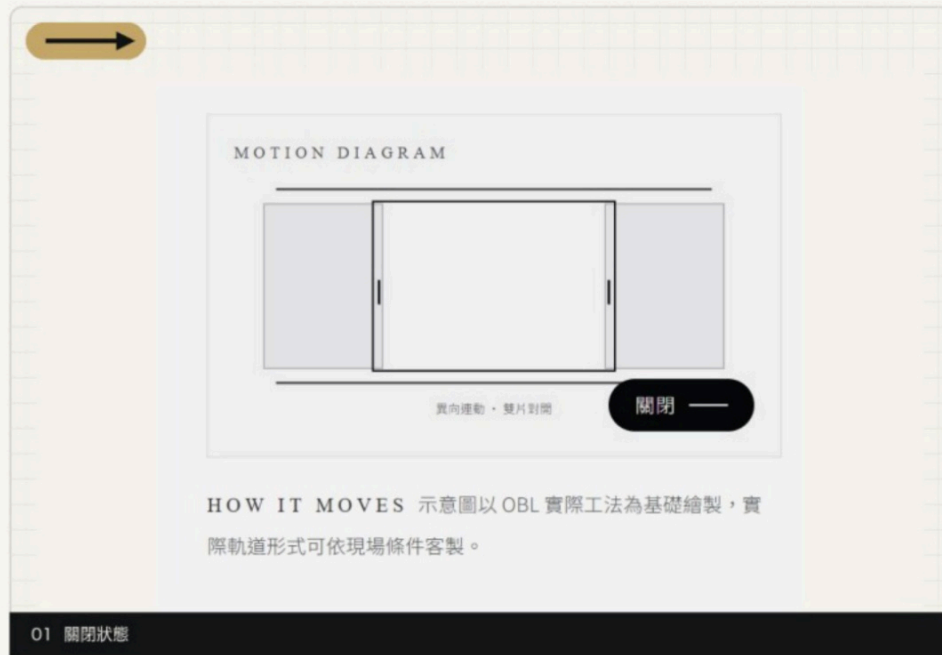 MOTION DIAGRAM
異向連動・雙片對開
關閉
HOW IT MOVES 示意圖以 OBL 實際工法為基礎繪製，實
際軌道形式可依現場條件客製。
01 關閉狀態